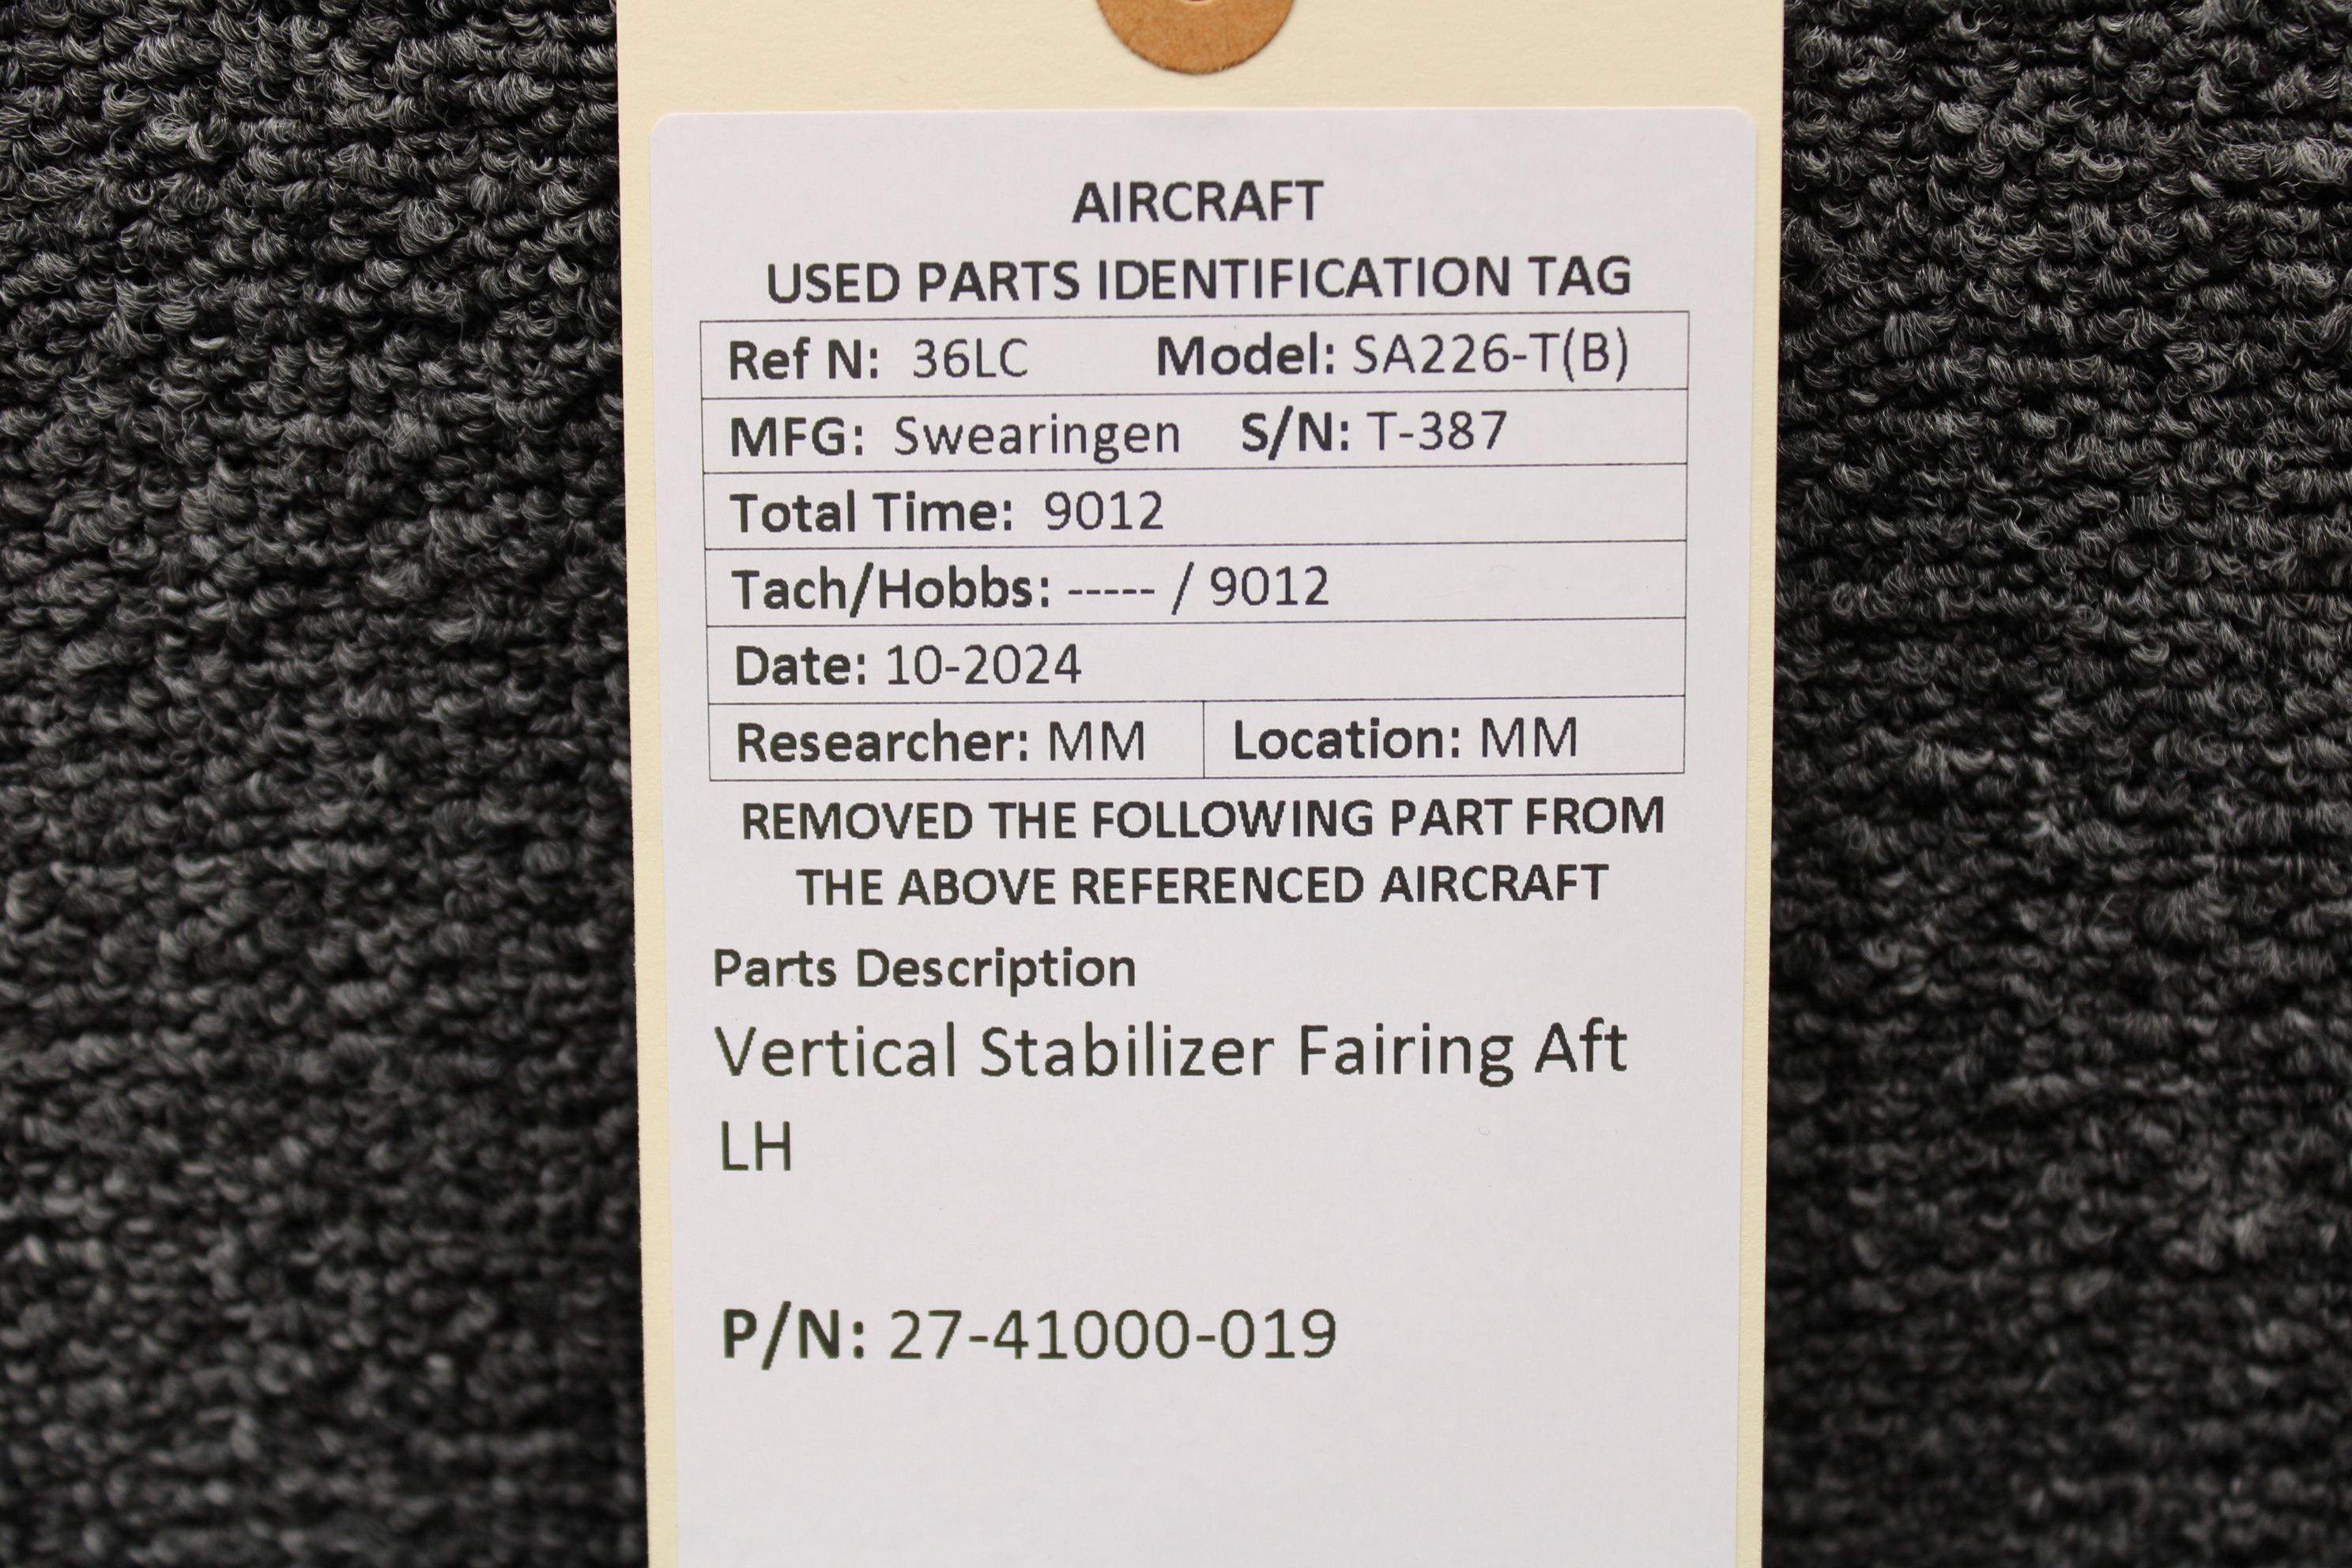 AIRCRAFT
USED PARTS IDENTIFICATION TAG
Ref N: 36LC Model: SA226-T(B)
MFG: Swearingen S/N: T-387
Total Time: 9012
Tach/Hobbs: ----- / 9012
Date: 10-2024
Researcher: MM Location: MM
REMOVED THE FOLLOWING PART FROM
THE ABOVE REFERENCED AIRCRAFT
Parts Description
Vertical Stabilizer Fairing Aft
LH
P/N: 27-41000-019